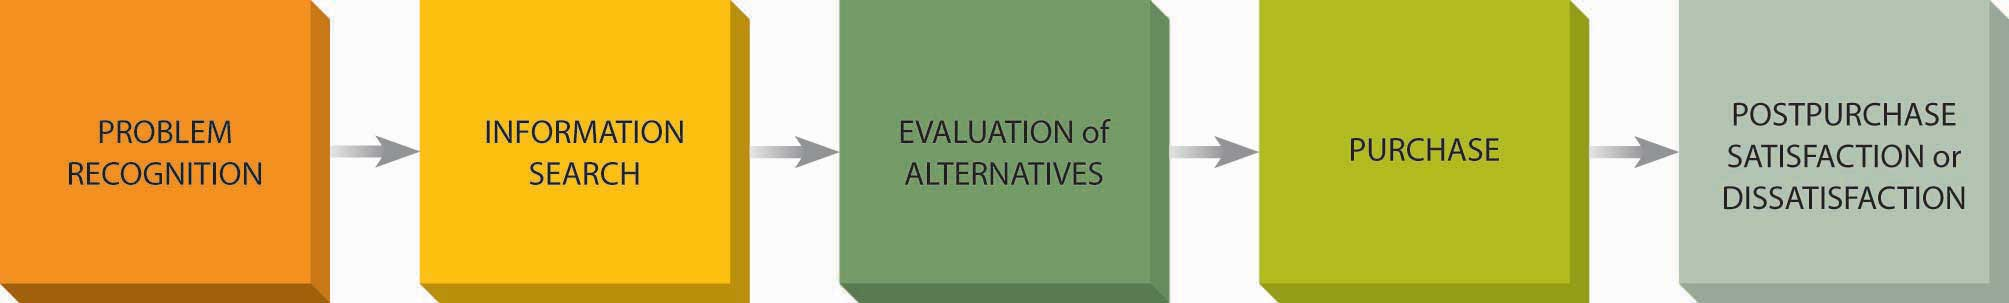 PROBLEM
RECOGNITION
INFORMATION
SEARCH
EVALUATION of
ALTERNATIVES
PURCHASE
POSTPURCHASE
SATISFACTION or
DISSATISFACTION